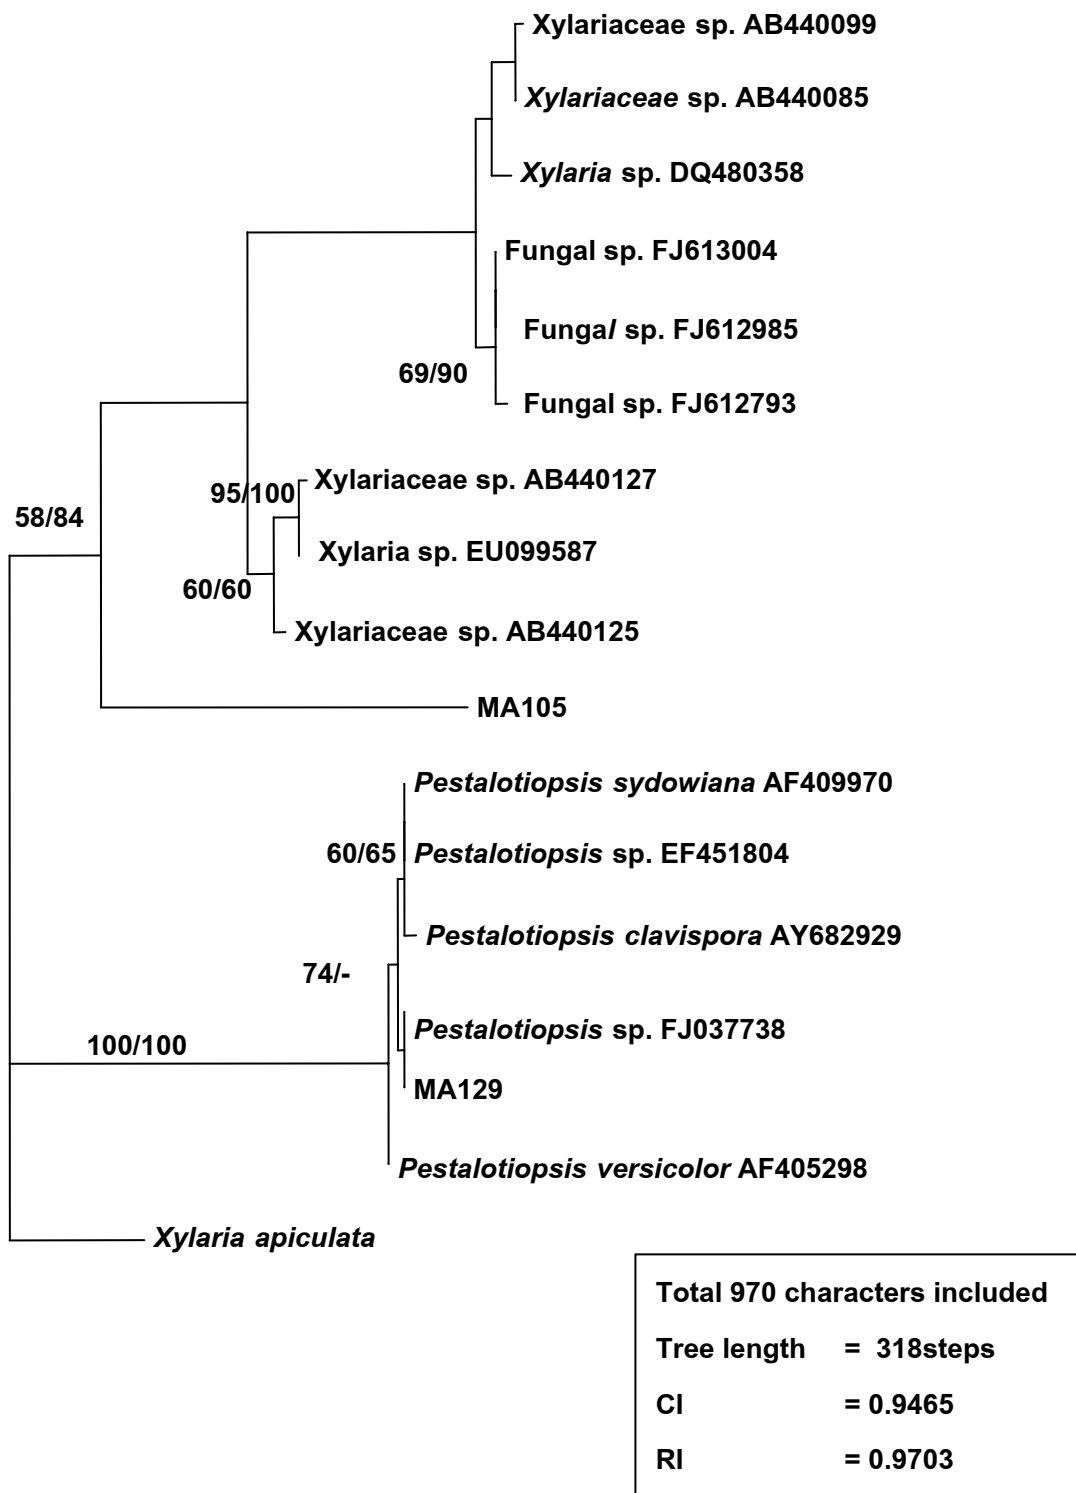 Xylariaceae sp. AB440099
Xylariaceae sp. AB440085
Xylaria sp. DQ480358
Fungal sp. FJ613004
Fungal sp. FJ612985
69/90
Fungal sp. FJ612793
Xylariaceae sp. AB440127
95/100
58/84
Xylaria sp. EU099587
60/60
Xylariaceae sp. AB440125
MA105
Pestalotiopsis sydowiana AF409970
60/65
Pestalotiopsis sp. EF451804
Pestalotiopsis clavispora AY682929
74/-
Pestalotiopsis sp. FJ037738
100/100
MA129
Pestalotiopsis versicolor AF405298
Xylaria apiculata
Total 970 characters included
Tree length = 318steps
CI = 0.9465
RI = 0.9703